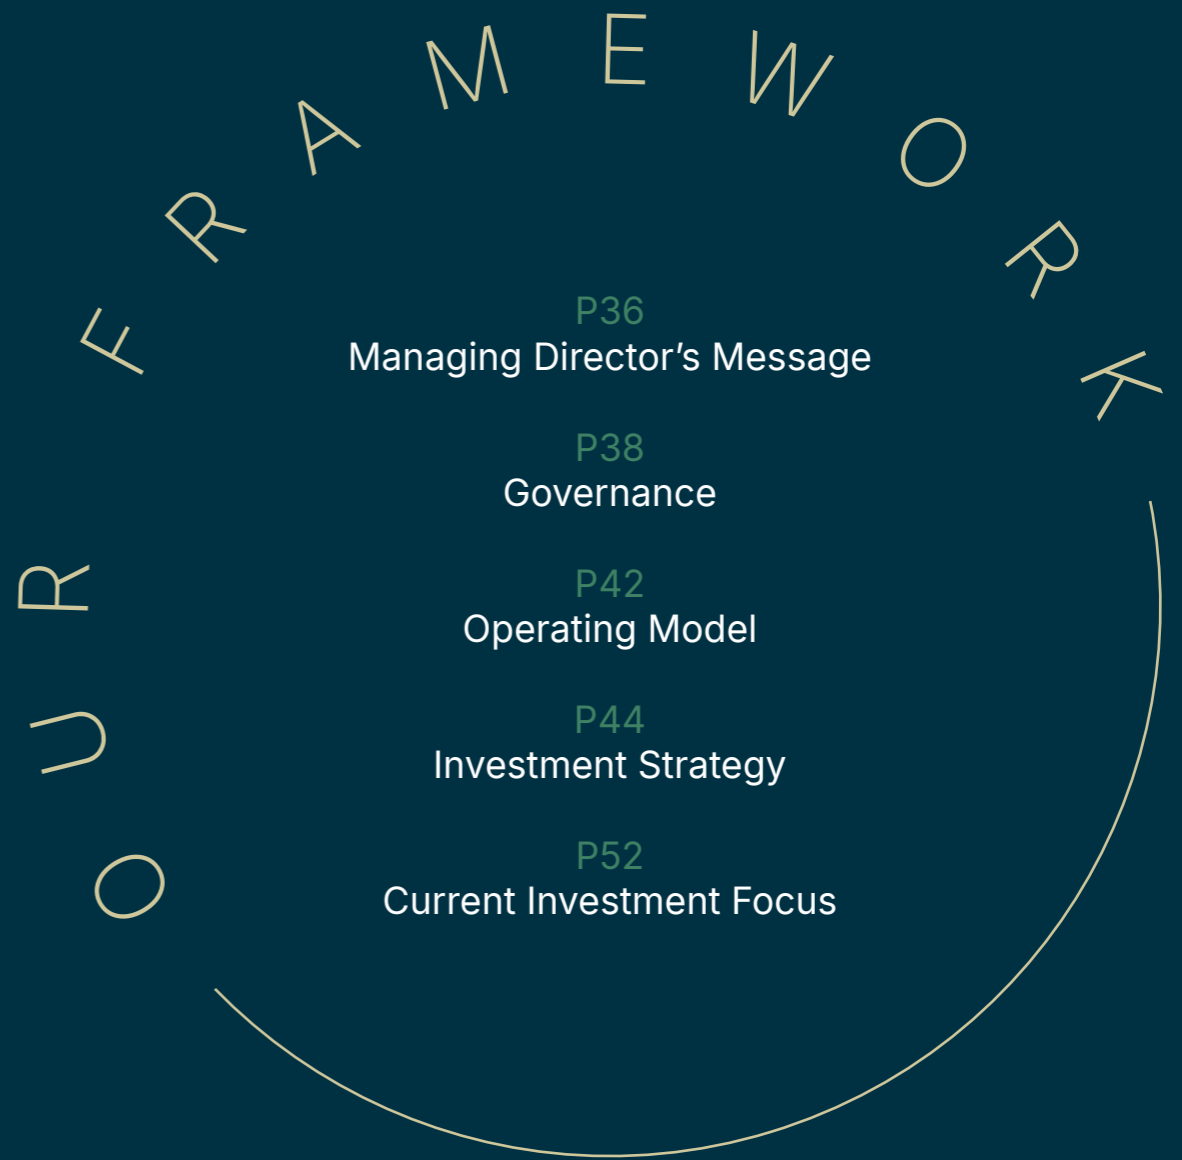 OUR FRAMEWORK
P36
Managing Director’s Message
P38
Governance
P42
Operating Model
P44
Investment Strategy
P52
Current Investment Focus